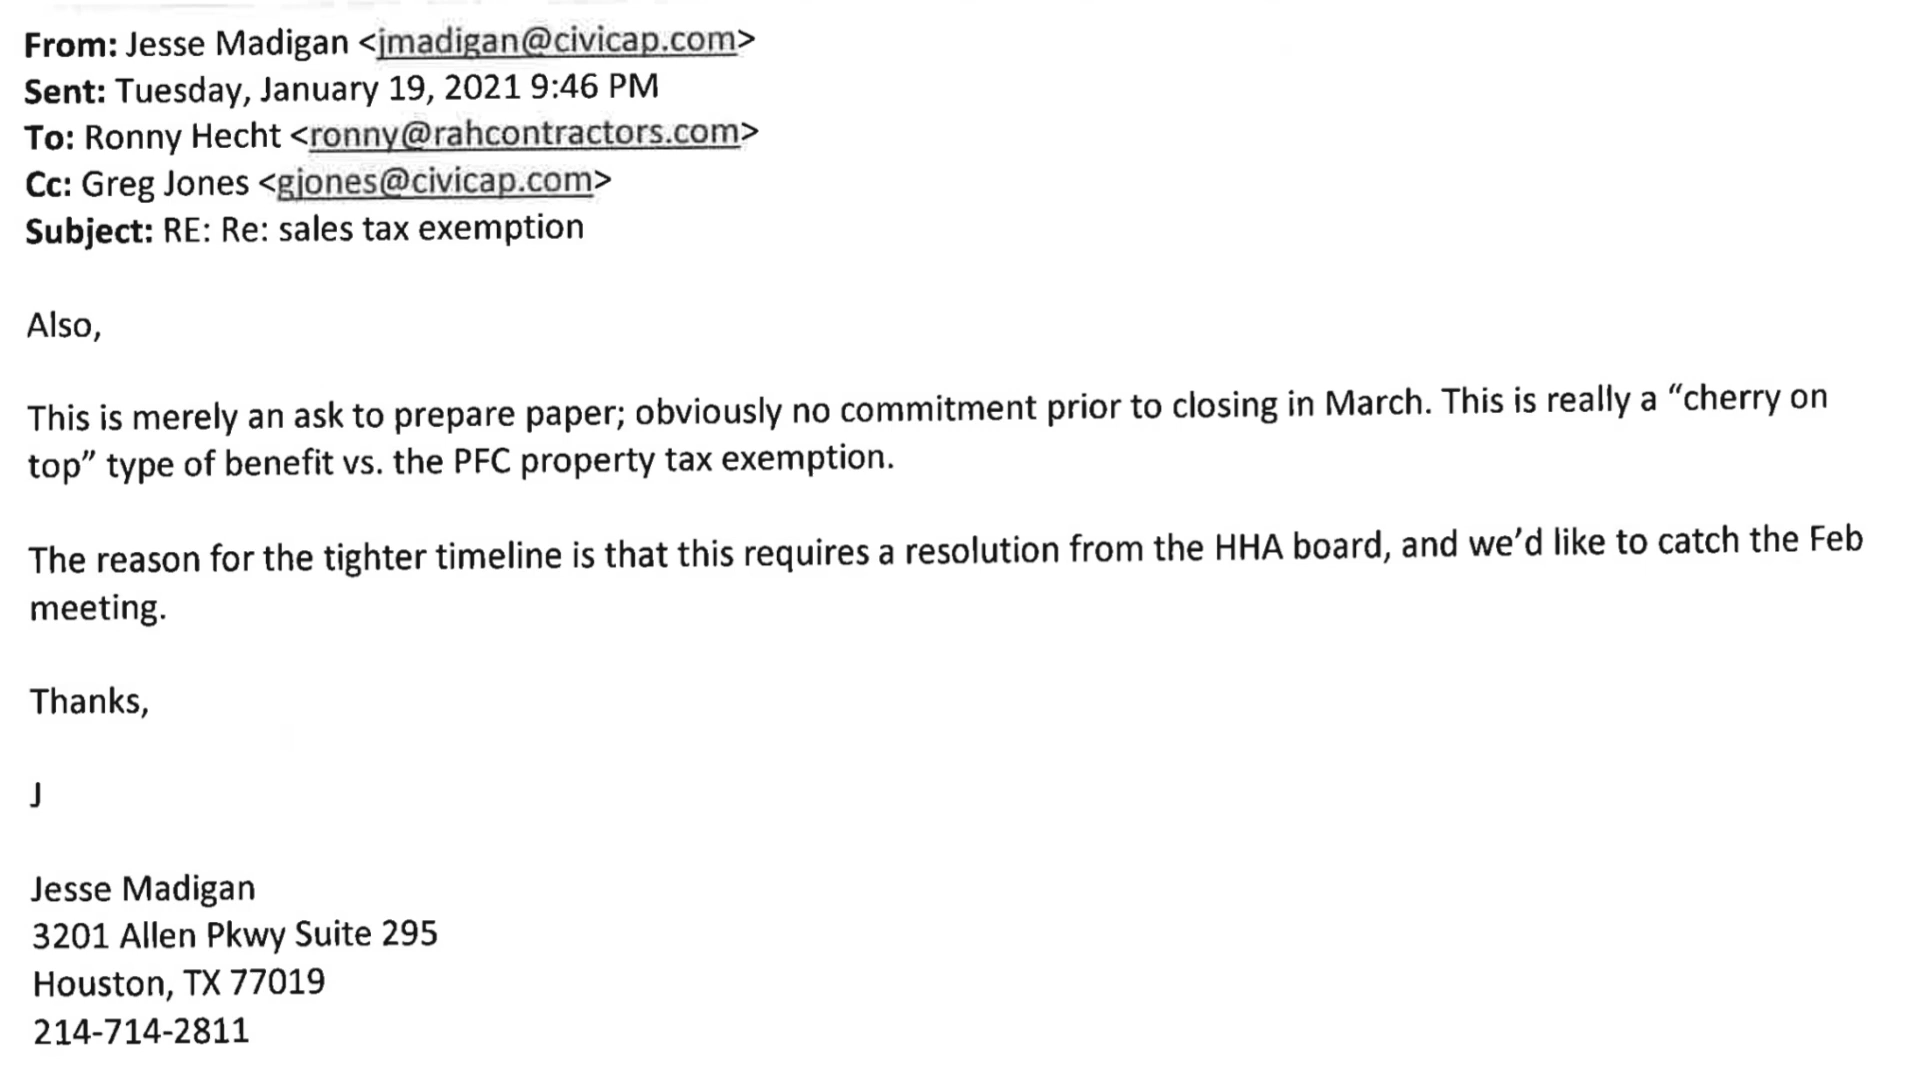 From: Jesse Madigan <jmadigan@civicap.com>
Sent: Tuesday, January 19, 2021 9:46 PM
To: Ronny Hecht <ronny@rahcontractors.com>
Cc: Greg Jones <gjones@civicap.com>
Subject: RE: Re: sales tax exemption
Also,
This is merely an ask to prepare paper; obviously no commitment prior to closing in March. This is really a “cherry on
top” type of benefit vs. the PFC property tax exemption.
The reason for the tighter timeline is that this requires a resolution from the HHA board, and we’d like to catch the Feb
meeting.
Thanks,
J
Jesse Madigan
3201 Allen Pkwy Suite 295
Houston, TX 77019
214-714-2811